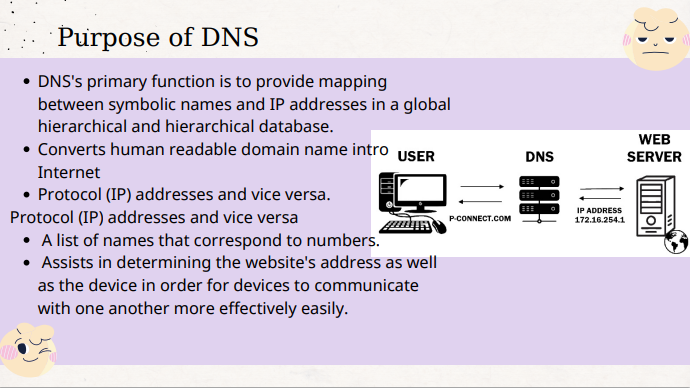 Purpose of DNS
• DNS's primary function is to provide mapping
between symbolic names and IP addresses in a global
hierarchical and hierarchical database.
• Converts human readable domain name intro
Internet
• Protocol (IP) addresses and vice versa.
Protocol (IP) addresses and vice versa
• A list of names that correspond to numbers.
• Assists in determining the website's address as well
as the device in order for devices to communicate
with one another more effectively easily.
USER
DNS
WEB
SERVER
P-CONNECT.COM
IP ADDRESS
172.16.254.1